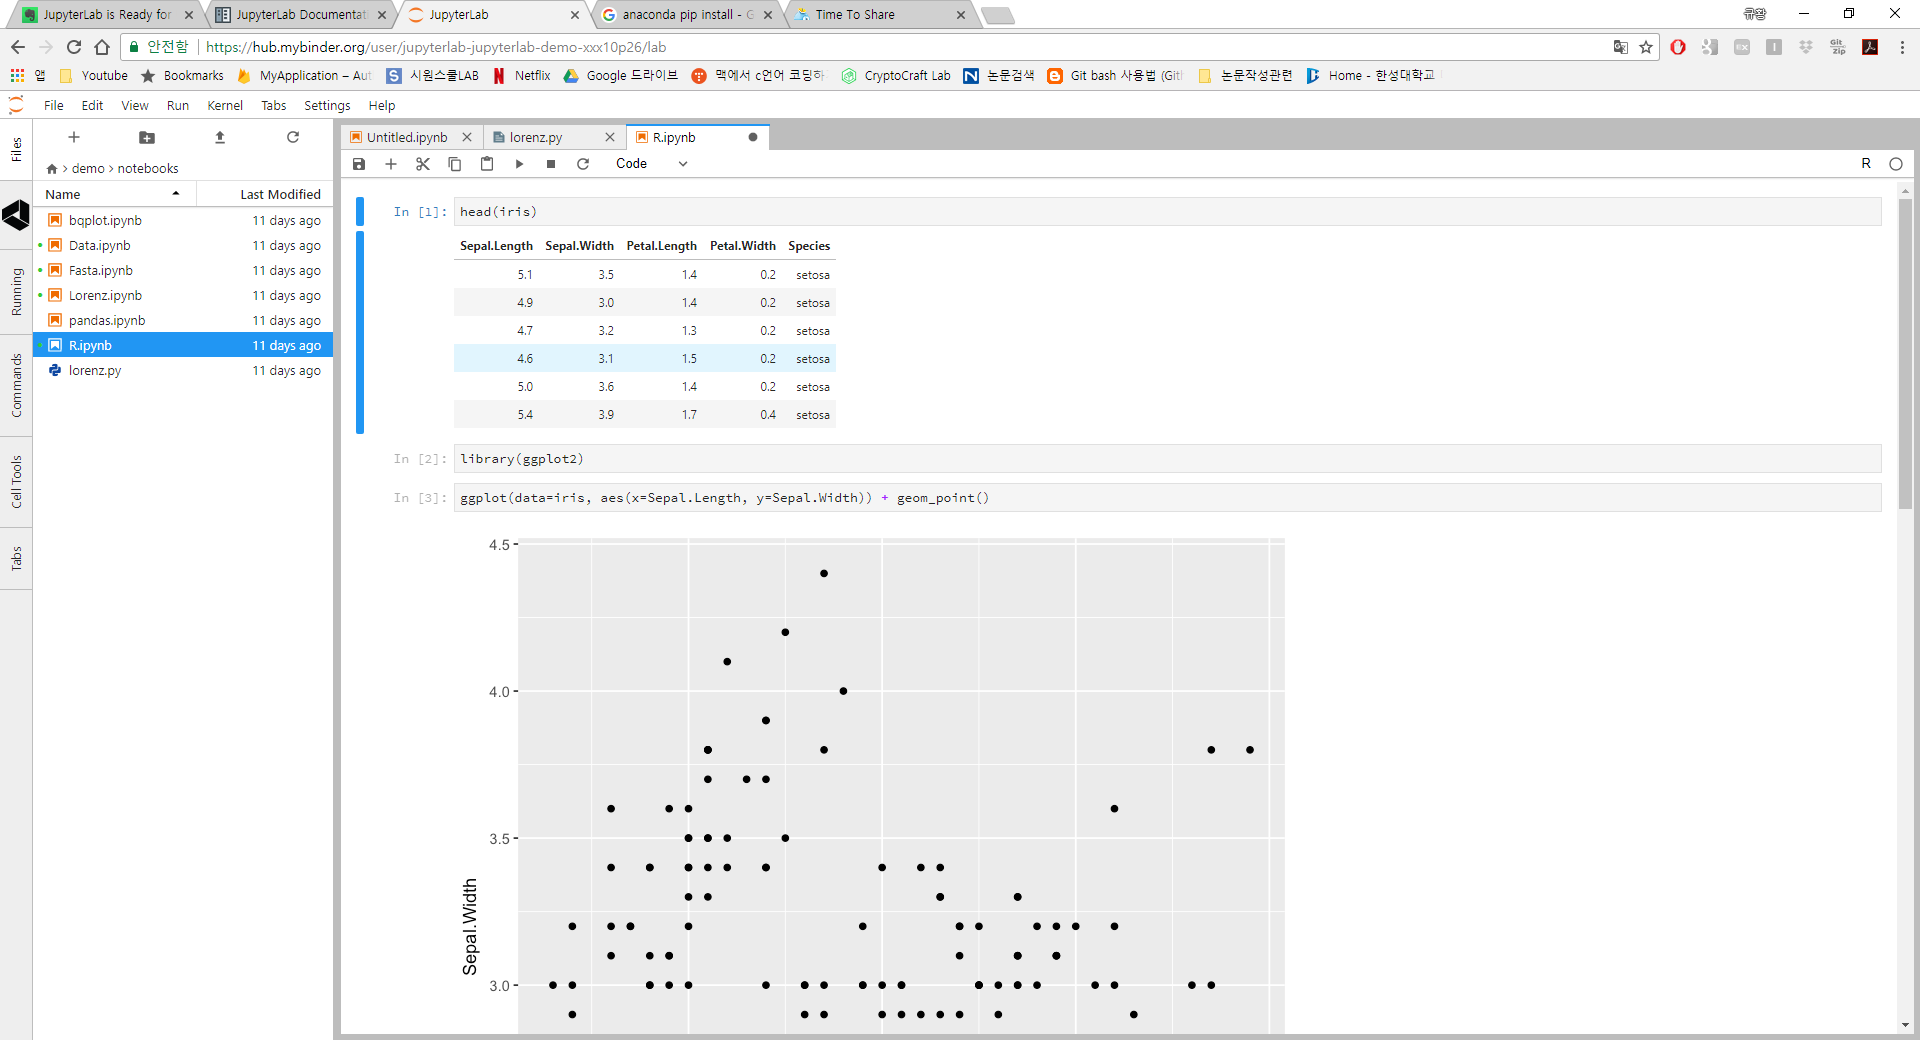 JupyterLab is Ready for
JupyterLab Documentati
JupyterLab
anaconda pip install - G
Time To Share
규왕
안전함
https://hub.mybinder.org/user/jupyterlab-jupyterlab-demo-xxx10p26/lab
앱
Youtube
Bookmarks
MyApplication – Aut
시원스쿨LAB
Netflix
Google 드라이브
맥에서 c언어 코딩하
CryptoCraft Lab
논문검색
Git bash 사용법 (Git
논문작성관련
Home - 한성대학교
File Edit View Run Kernel Tabs Settings Help
Files
Running
Commands
Cell Tools
Tabs
demo > notebooks
Name Last Modified
bqplot.ipynb 11 days ago
Data.ipynb 11 days ago
Fasta.ipynb 11 days ago
Lorenz.ipynb 11 days ago
pandas.ipynb 11 days ago
R.ipynb 11 days ago
lorenz.py 11 days ago
Untitled.ipynb
lorenz.py
R.ipynb
Code
R
In [1]: head(iris)
Sepal.Length Sepal.Width Petal.Length Petal.Width Species
5.1 3.5 1.4 0.2 setosa
4.9 3.0 1.4 0.2 setosa
4.7 3.2 1.3 0.2 setosa
4.6 3.1 1.5 0.2 setosa
5.0 3.6 1.4 0.2 setosa
5.4 3.9 1.7 0.4 setosa
In [2]: library(ggplot2)
In [3]: ggplot(data=iris, aes(x=Sepal.Length, y=Sepal.Width)) + geom_point()
4.5
4.0
3.5
3.0
Sepal.Width